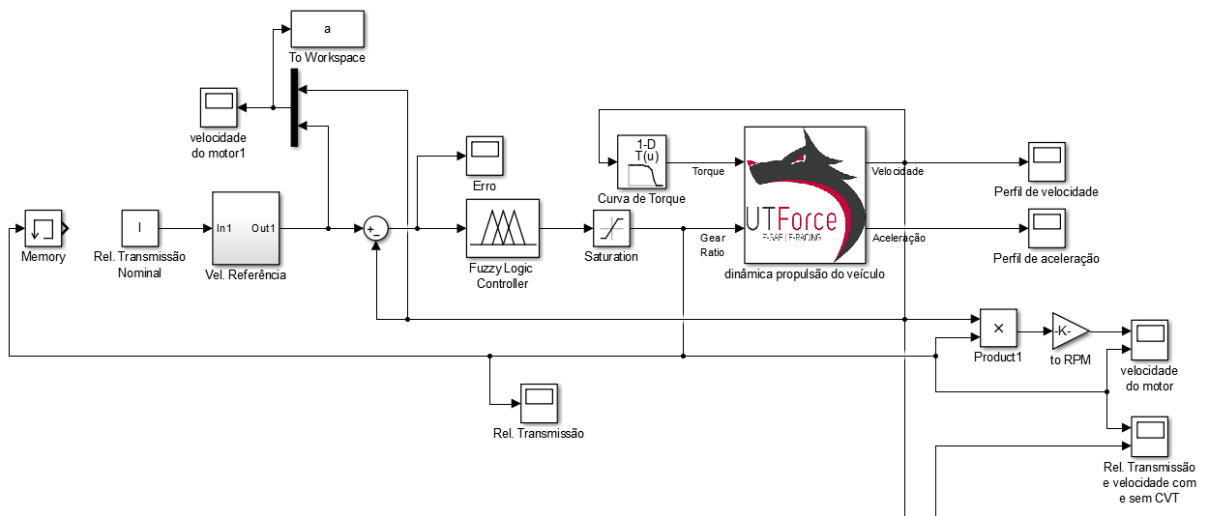 a
To Workspace
velocidade
do motor1
Erro
1-D
T(u)
Curva de Torque
Torque
Velocidade
Perfil de velocidade
Memory
Rel. Transmissão
Nominal
In1
Out1
Vel. Referência
Fuzzy Logic
Controller
Saturation
Gear
Ratio
UTForce
E-SAE | E-RACING
Aceleração
dinâmica propulsão do veículo
Perfil de aceleração
Product1
-K-
to RPM
velocidade
do motor
Rel. Transmissão
Rel. Transmissão
e velocidade com
e sem CVT